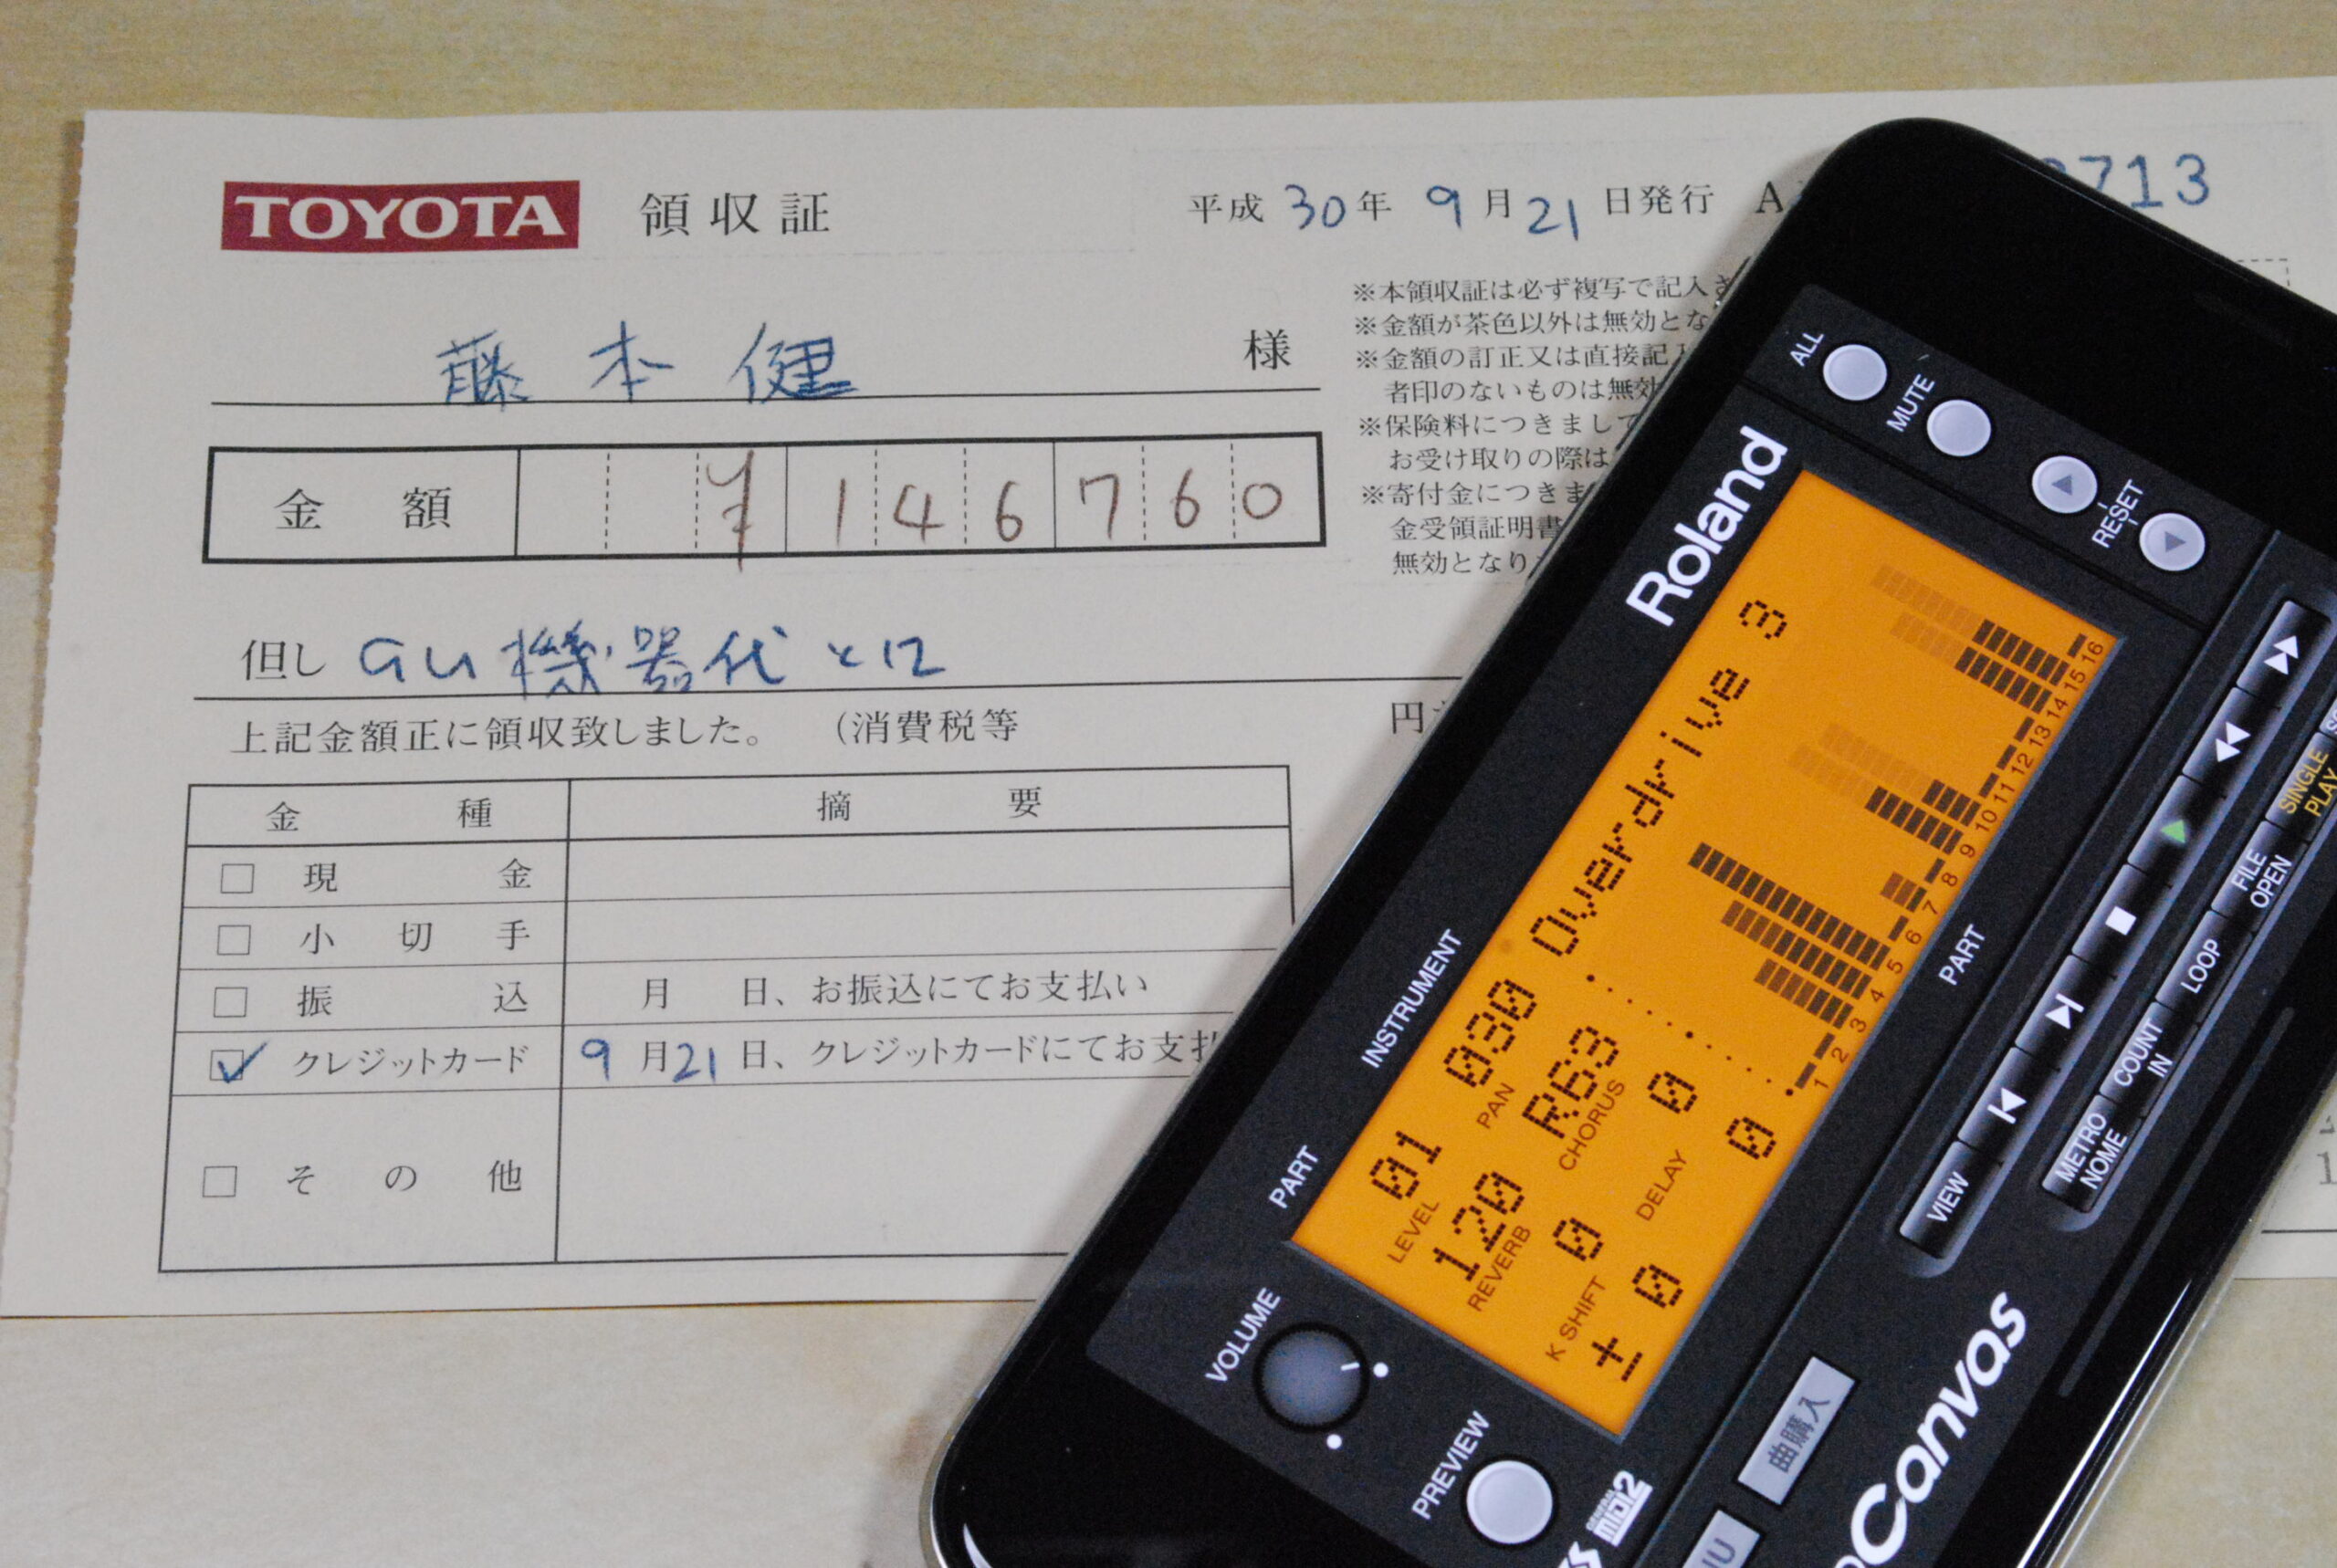 TOYOTA 領収証
平成 30年 9月 21日発行 A 713
藤本健 様
※本領収証は必ず複写で記入
※金額が茶色以外は無効とな
※金額の訂正又は直接記入
者印のないものは無効
※保険料につきまして
お受け取りの際は
※寄付金につきま
金受領証明書
無効となり
金額 ¥146760
但し au機器代として
上記金額正に領収致しました。 (消費税等 円
金種 摘要
□ 現金
□ 小切手
□ 振込 月 日、お振込にてお支払い
☑ クレジットカード 9月21日、クレジットカードにてお支払
□ その他
Roland
ALL
MUTE
RESET
PART INSTRUMENT
01 030 Overdrive 3
LEVEL PAN
120 R63
REVERB CHORUS
0 0
K SHIFT DELAY
±0 0
1 2 3 4 5 6 7 8 9 10 11 12 13 14 15 16
PART
VOLUME
PREVIEW
VIEW
METRO NOME
COUNT IN
LOOP
FILE OPEN
SINGLE PLAY
GENERAL MIDI2
曲購入
Canvas